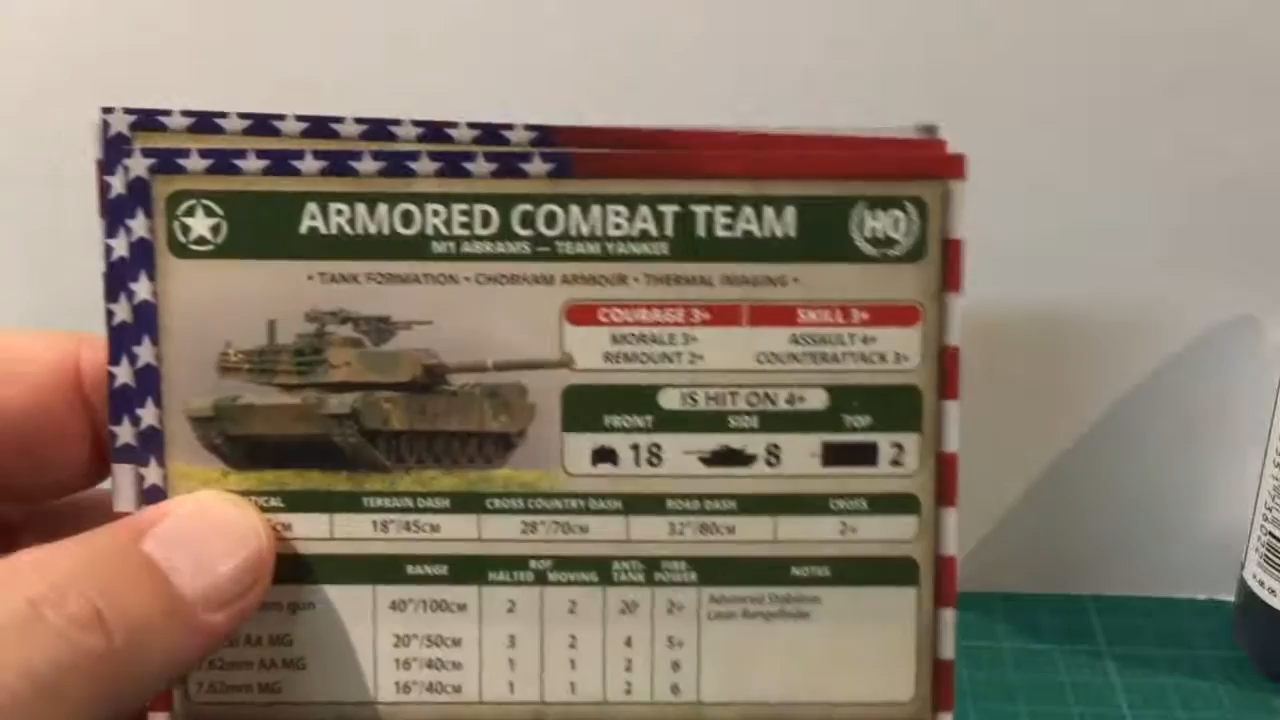 ARMORED COMBAT TEAM
HQ
M1 ABRAMS — TEAM YANKEE
• TANK FORMATION • CHOBHAM ARMOUR • THERMAL IMAGING •
COURAGE 3+ SKILL 3+
MORALE 3+ ASSAULT 4+
REMOUNT 2+ COUNTERATTACK 3+
IS HIT ON 4+
FRONT SIDE TOP
18 8 2
TERRAIN DASH CROSS COUNTRY DASH ROAD DASH CROSS
18"/45CM 28"/70CM 32"/80CM 2+
RANGE ROF HALTED MOVING ANTI-TANK FIRE-POWER NOTES
gun 40"/100CM 2 2 20 2+ Advanced Stabiliser,
Laser Rangefinder
AA MG 20"/50CM 3 2 4 5+
7.62mm AA MG 16"/40CM 1 1 2 6
7.62mm MG 16"/40CM 1 1 2 6